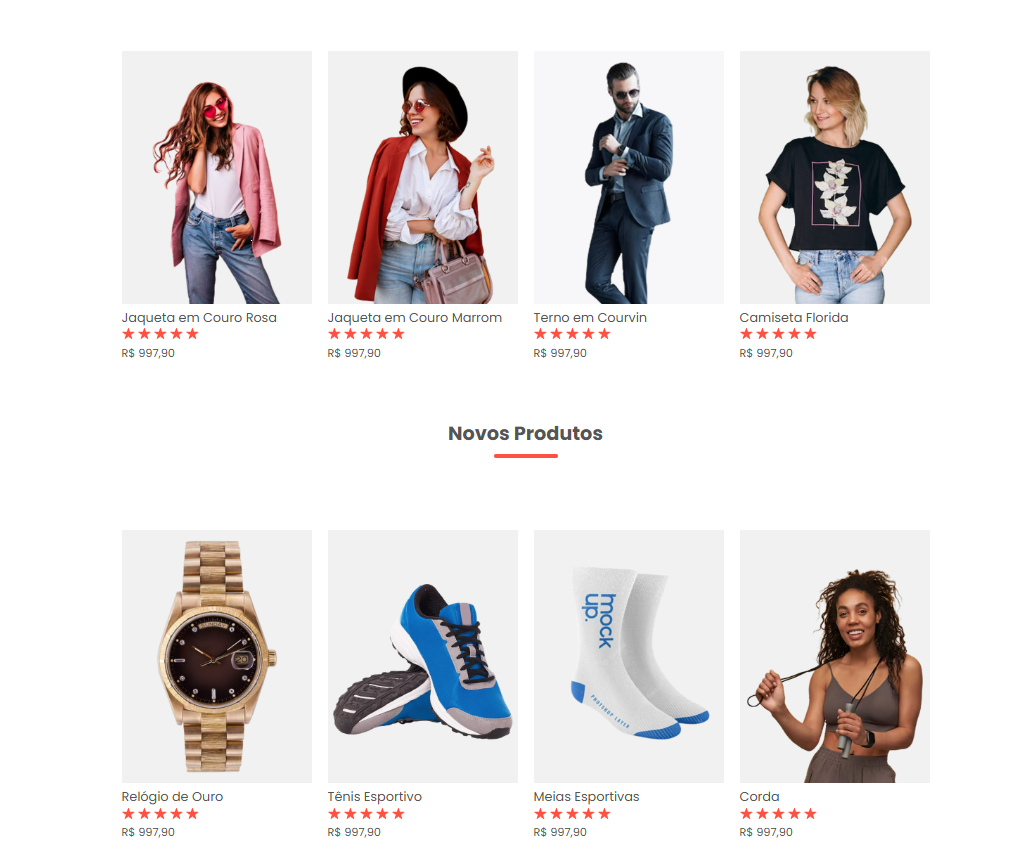 Jaqueta em Couro Rosa
R$ 997,90
Jaqueta em Couro Marrom
R$ 997,90
Terno em Courvin
R$ 997,90
Camiseta Florida
R$ 997,90
Novos Produtos
Relógio de Ouro
R$ 997,90
mock
up.
PHOTOSHOP LAYER
Tênis Esportivo
R$ 997,90
Meias Esportivas
R$ 997,90
Corda
R$ 997,90